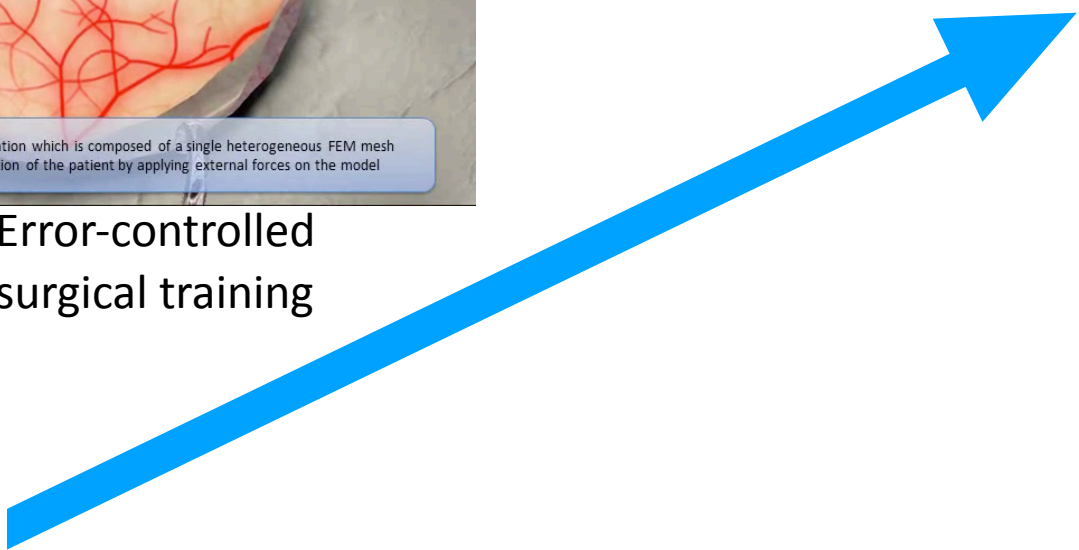 tion which is composed of a single heterogeneous FEM mesh
ion of the patient by applying external forces on the model
Error-controlled
surgical training